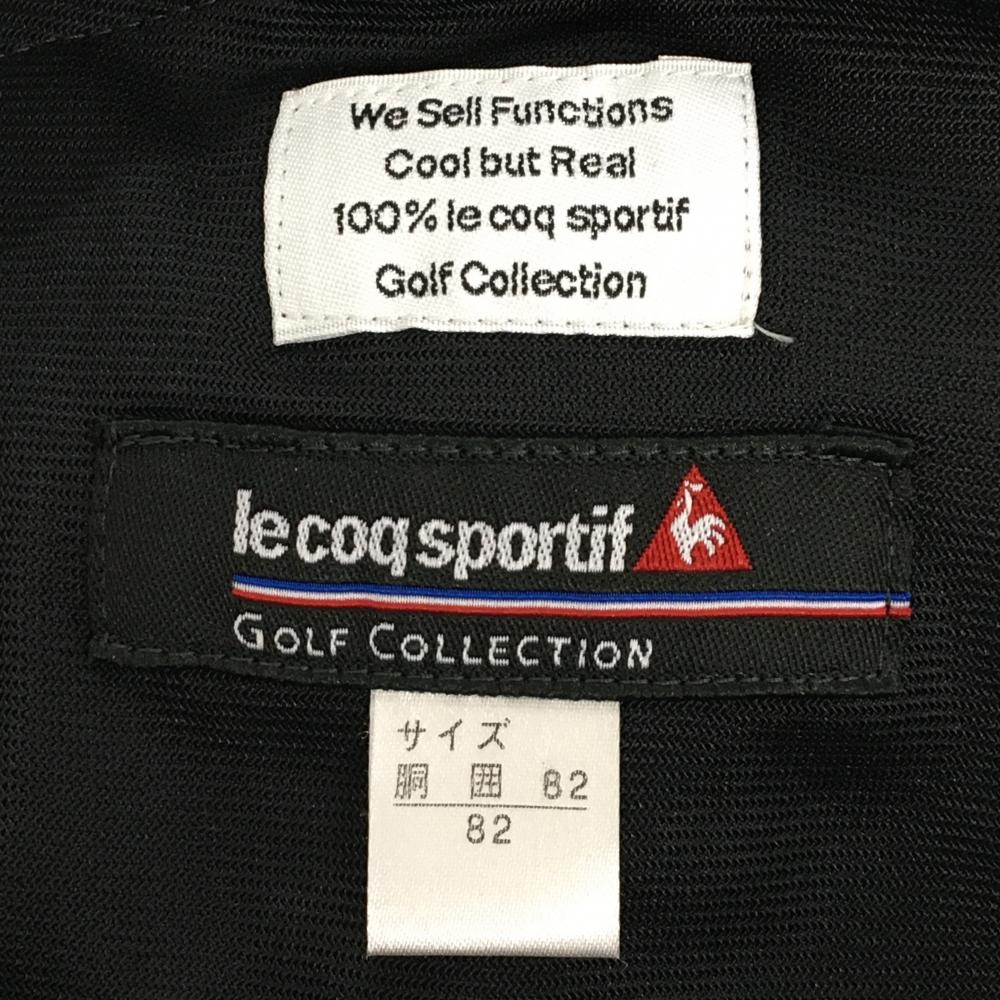 We Sell Functions
Cool but Real
100% le coq sportif
Golf Collection
le coq sportif
GOLF COLLECTION
サイズ
胴 囲 82
82